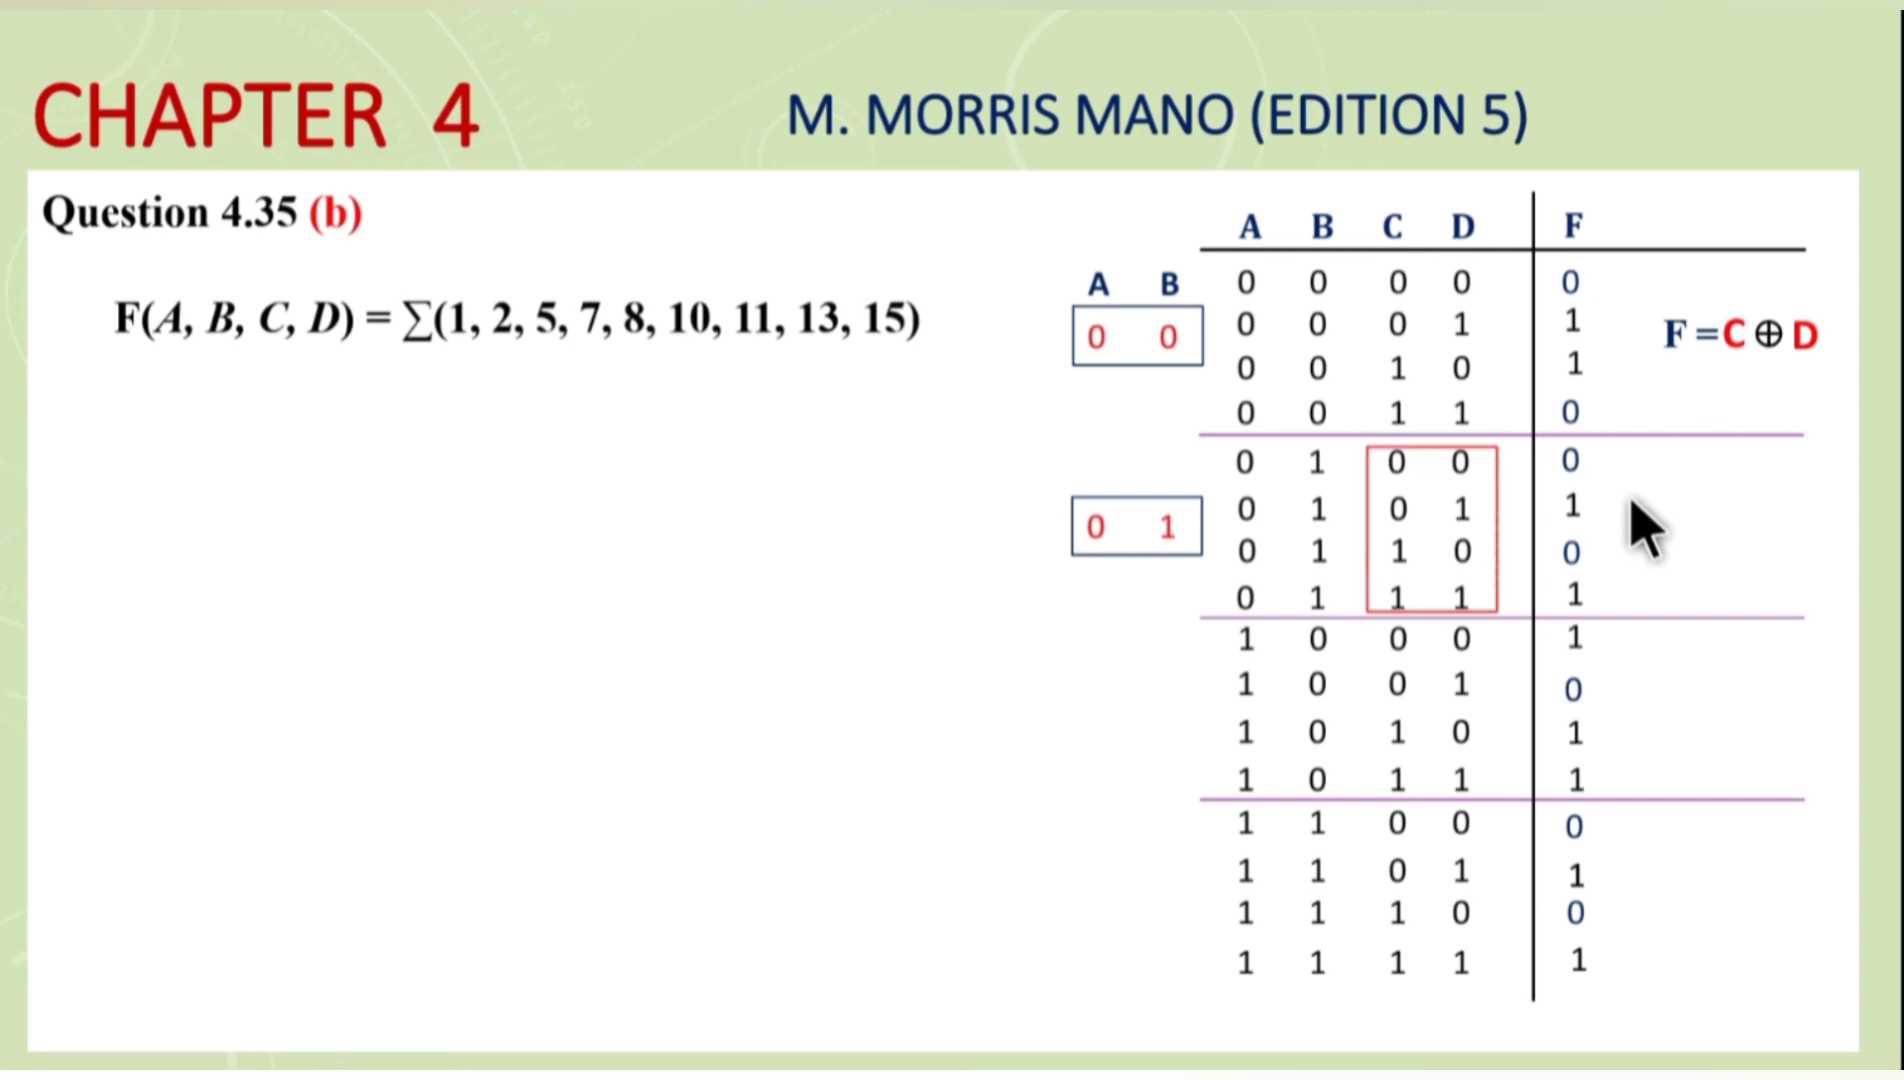 CHAPTER 4
M. MORRIS MANO (EDITION 5)
Question 4.35 (b)
F(A, B, C, D) = ∑(1, 2, 5, 7, 8, 10, 11, 13, 15)
A B C D F
A B
0 0 0 0 0
0 0
0 0 0 1 1
F = C ⊕ D
0 0 1 0 1
0 0 1 1 0
0 1 0 0 0
0 1
0 1 0 1 1
0 1 1 0 0
0 1 1 1 1
1 0 0 0 1
1 0 0 1 0
1 0 1 0 1
1 0 1 1 1
1 1 0 0 0
1 1 0 1 1
1 1 1 0 0
1 1 1 1 1